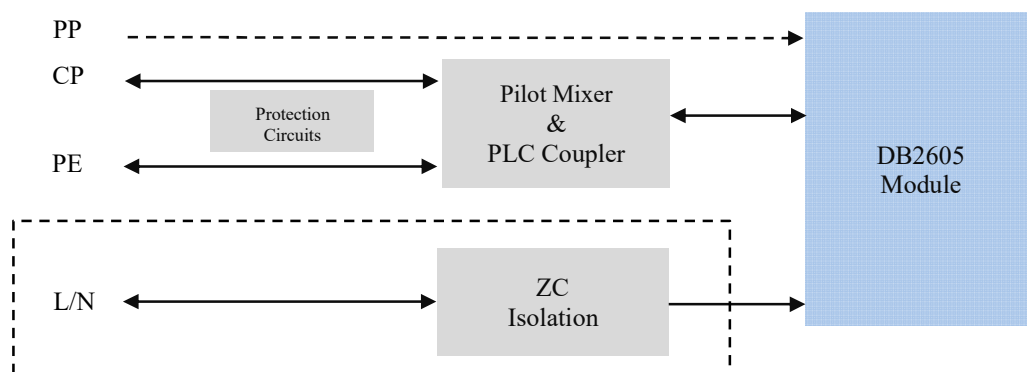 PP
CP
PE
L/N
Protection
Circuits
Pilot Mixer
&
PLC Coupler
ZC
Isolation
DB2605
Module